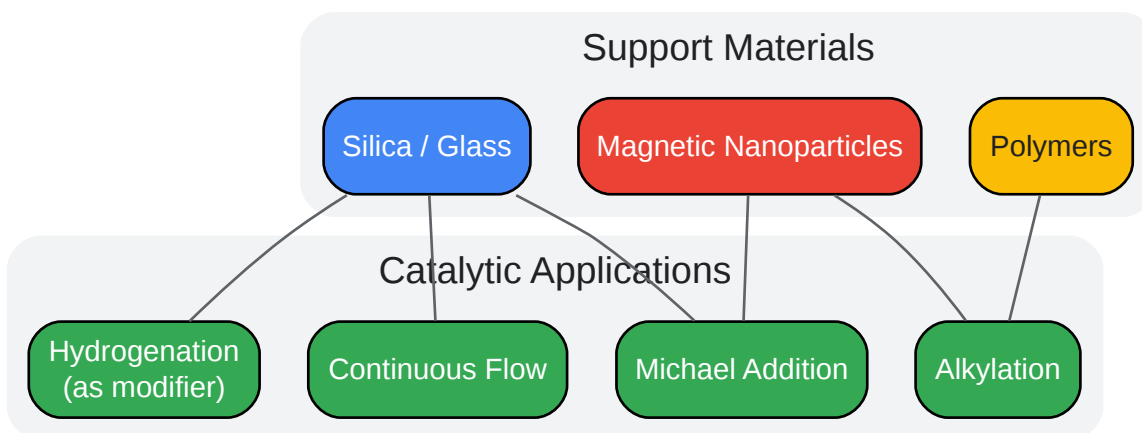 Support Materials
Silica / Glass
Magnetic Nanoparticles
Polymers
Catalytic Applications
Hydrogenation
(as modifier)
Continuous Flow
Michael Addition
Alkylation